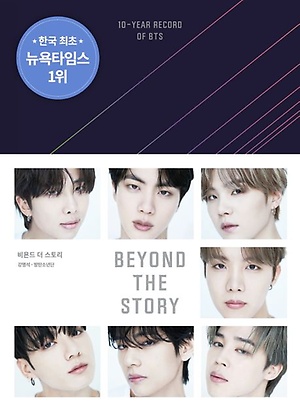 10-YEAR RECORD
OF BTS
한국 최초
뉴욕타임스
1위
비욘드 더 스토리
강명석·방탄소년단
BEYOND
THE
STORY